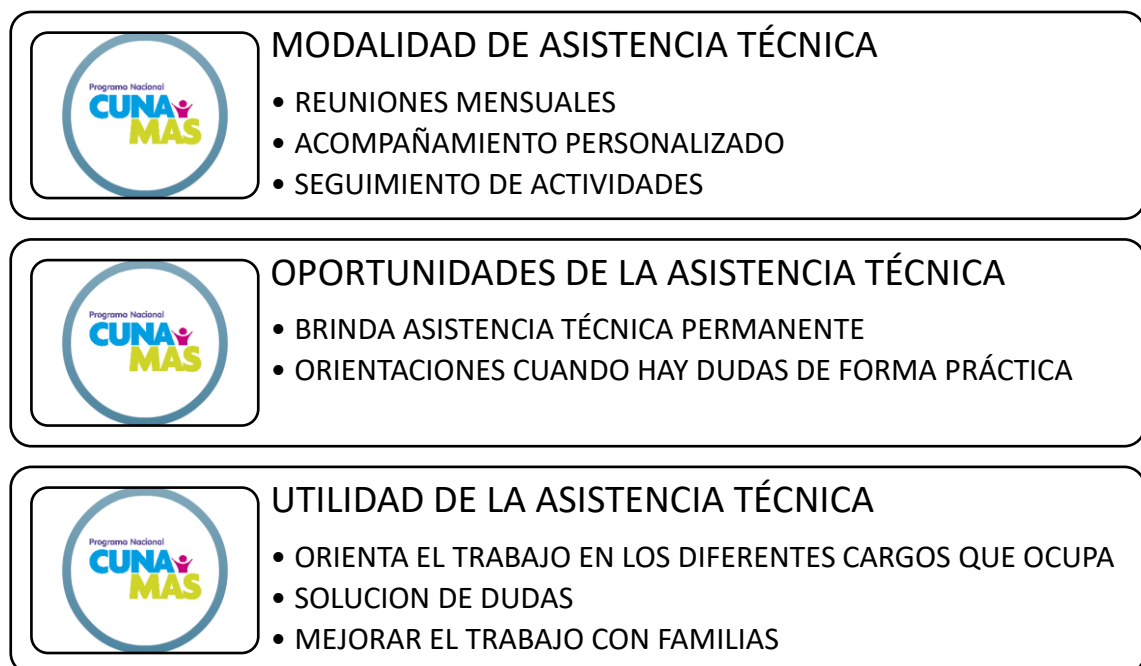 Programa Nacional
CUNA
MAS
MODALIDAD DE ASISTENCIA TÉCNICA
• REUNIONES MENSUALES
• ACOMPAÑAMIENTO PERSONALIZADO
• SEGUIMIENTO DE ACTIVIDADES
Programa Nacional
CUNA
MAS
OPORTUNIDADES DE LA ASISTENCIA TÉCNICA
• BRINDA ASISTENCIA TÉCNICA PERMANENTE
• ORIENTACIONES CUANDO HAY DUDAS DE FORMA PRÁCTICA
Programa Nacional
CUNA
MAS
UTILIDAD DE LA ASISTENCIA TÉCNICA
• ORIENTA EL TRABAJO EN LOS DIFERENTES CARGOS QUE OCUPA
• SOLUCION DE DUDAS
• MEJORAR EL TRABAJO CON FAMILIAS